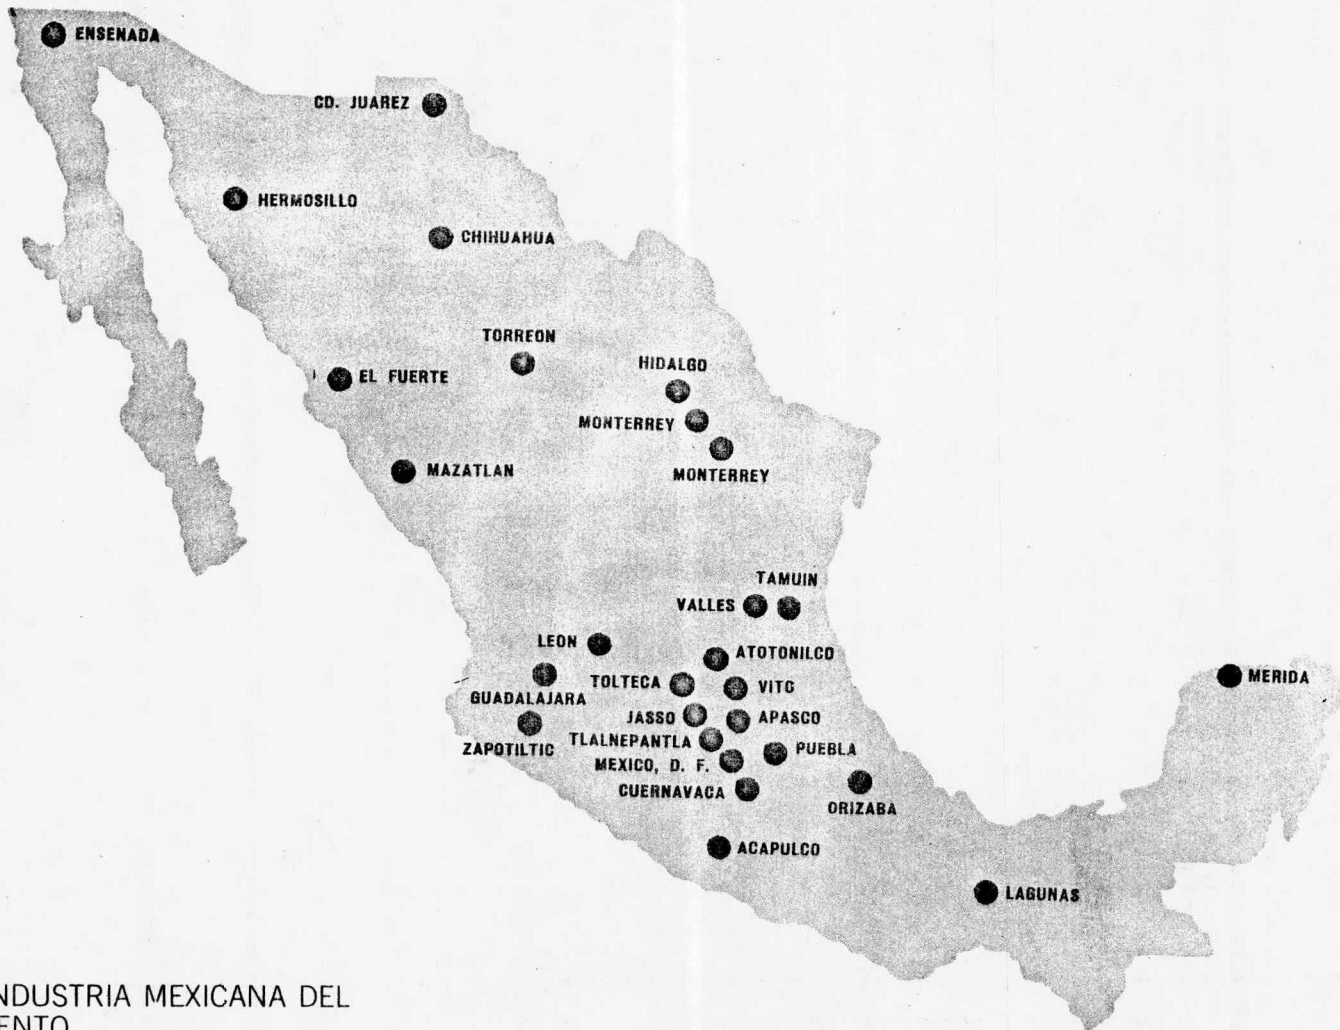 ENSENADA
CD. JUAREZ
HERMOSILLO
CHIHUAHUA
TORREON
HIDALGO
EL FUERTE
MONTERREY
MONTERREY
MAZATLAN
TAMUIN
VALLES
LEON
ATOTONILCO
GUADALAJARA
TOLTECA
VITO
MERIDA
ZAPOTILTIC
JASSO
APASCO
TLALNEPANTLA
PUEBLA
MEXICO, D. F.
CUERNAVACA
ORIZABA
ACAPULCO
LAGUNAS
NDUSTRIA MEXICANA DEL
ENTO